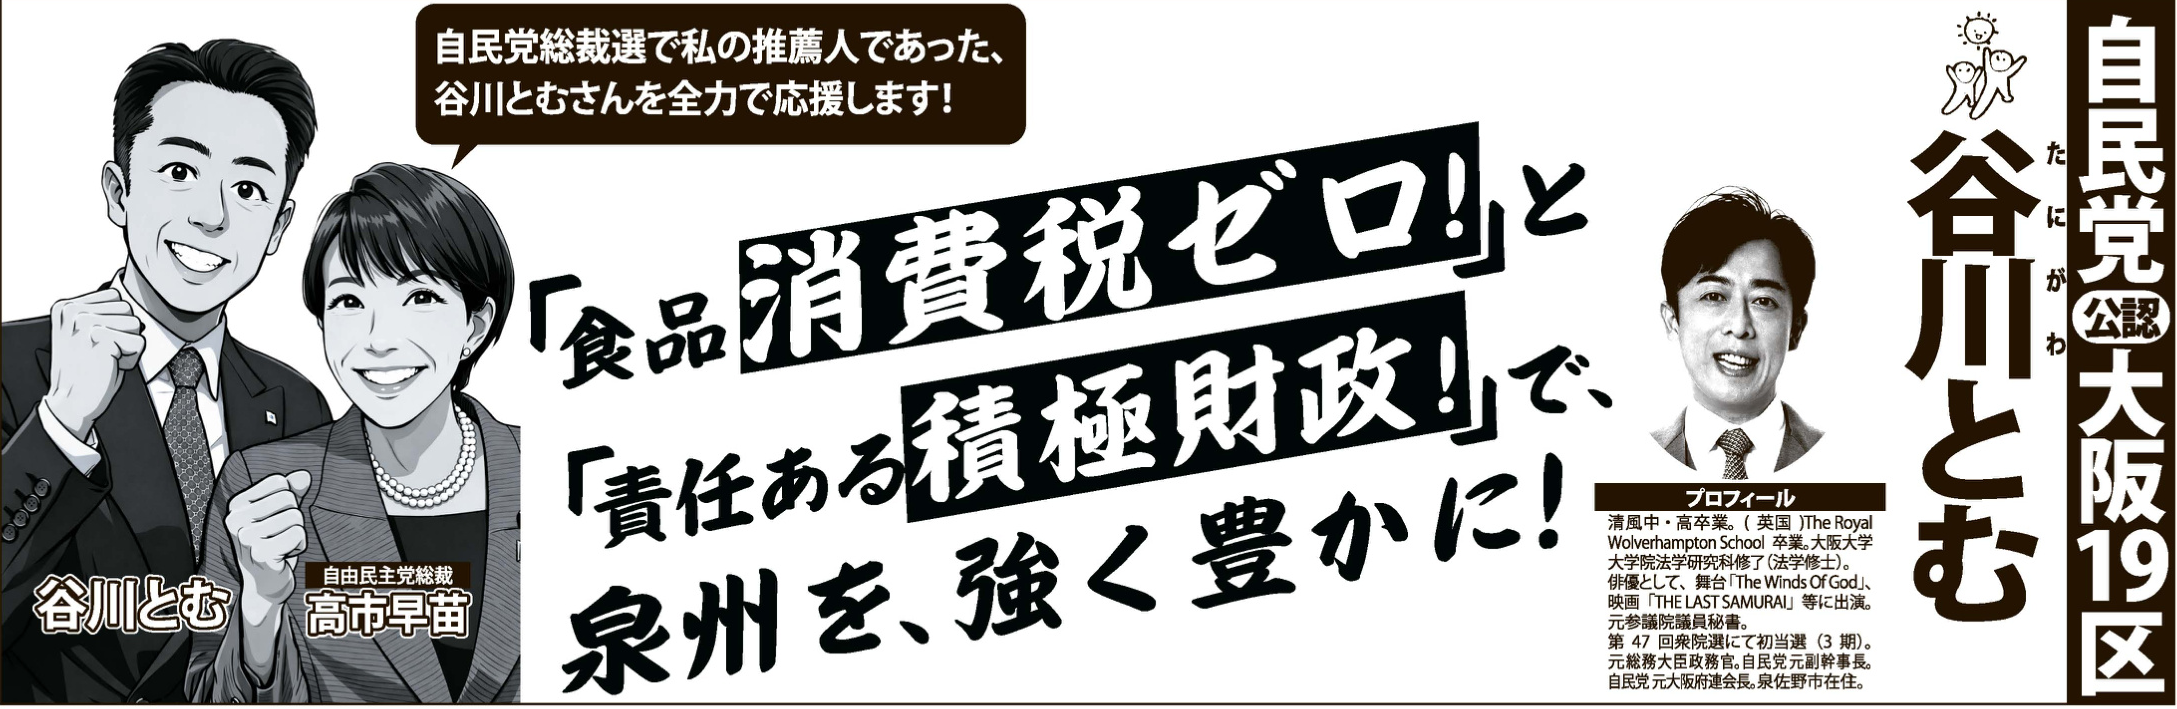 自民党公認大阪19区
たにがわ
谷川とむ
自民党総裁選で私の推薦人であった、
谷川とむさんを全力で応援します!
「食品消費税ゼロ!」と
「責任ある積極財政!」で、
泉州を、強く豊かに!
谷川とむ
自由民主党総裁
高市早苗
プロフィール
清風中・高卒業。(英国)The Royal
Wolverhampton School 卒業。大阪大学
大学院法学研究科修了(法学修士)。
俳優として、舞台「The Winds Of God」、
映画「THE LAST SAMURAI」等に出演。
元参議院議員秘書。
第 47 回衆院選にて初当選(3 期)。
元総務大臣政務官。自民党元副幹事長。
自民党元大阪府連会長。泉佐野市在住。